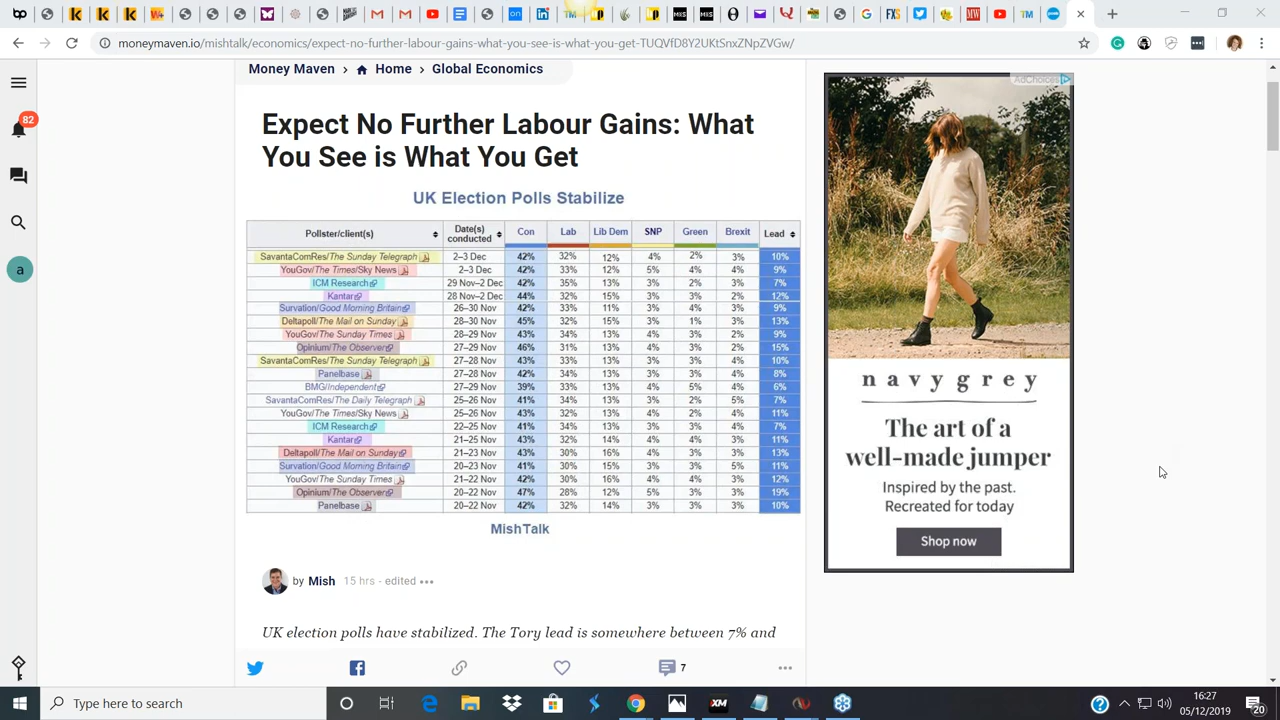 moneymaven.io/mishtalk/economics/expect-no-further-labour-gains-what-you-see-is-what-you-get-TUQVfD8Y2UKtSnxZNpZVGw/
Money Maven > Home > Global Economics
82
a
Expect No Further Labour Gains: What
You See is What You Get
UK Election Polls Stabilize
Pollster/client(s) Date(s) conducted Con Lab Lib Dem SNP Green Brexit Lead
SavantaComRes/The Sunday Telegraph 2–3 Dec 42% 32% 12% 4% 2% 3% 10%
YouGov/The Times/Sky News 2–3 Dec 42% 33% 12% 5% 4% 4% 9%
ICM Research 29 Nov–2 Dec 42% 35% 13% 3% 2% 3% 7%
Kantar 28 Nov–2 Dec 44% 32% 15% 3% 3% 2% 12%
Survation/Good Morning Britain 26–30 Nov 42% 33% 11% 3% 4% 3% 9%
Deltapoll/The Mail on Sunday 28–30 Nov 45% 32% 15% 3% 1% 3% 13%
YouGov/The Sunday Times 28–29 Nov 43% 34% 13% 4% 3% 2% 9%
Opinium/The Observer 27–29 Nov 46% 31% 13% 4% 3% 2% 15%
SavantaComRes/The Sunday Telegraph 27–28 Nov 43% 33% 13% 3% 3% 4% 10%
Panelbase 27–28 Nov 42% 34% 13% 3% 3% 4% 8%
BMG/Independent 27–29 Nov 39% 33% 13% 4% 5% 4% 6%
SavantaComRes/The Daily Telegraph 25–26 Nov 41% 34% 13% 3% 2% 5% 7%
YouGov/The Times/Sky News 25–26 Nov 43% 32% 13% 4% 2% 4% 11%
ICM Research 22–25 Nov 41% 34% 13% 3% 3% 4% 7%
Kantar 21–25 Nov 43% 32% 14% 4% 4% 3% 11%
Deltapoll/The Mail on Sunday 21–23 Nov 43% 30% 16% 4% 3% 3% 13%
Survation/Good Morning Britain 20–23 Nov 41% 30% 15% 3% 3% 5% 11%
YouGov/The Sunday Times 21–22 Nov 42% 30% 16% 4% 4% 3% 12%
Opinium/The Observer 20–22 Nov 47% 28% 12% 5% 3% 3% 19%
Panelbase 20–22 Nov 42% 32% 14% 3% 3% 3% 10%
MishTalk
by Mish 15 hrs - edited
UK election polls have stabilized. The Tory lead is somewhere between 7% and
7
AdChoices
navygrey
The art of a
well-made jumper
Inspired by the past.
Recreated for today
Shop now
Type here to search
XM
16:27
05/12/2019
20